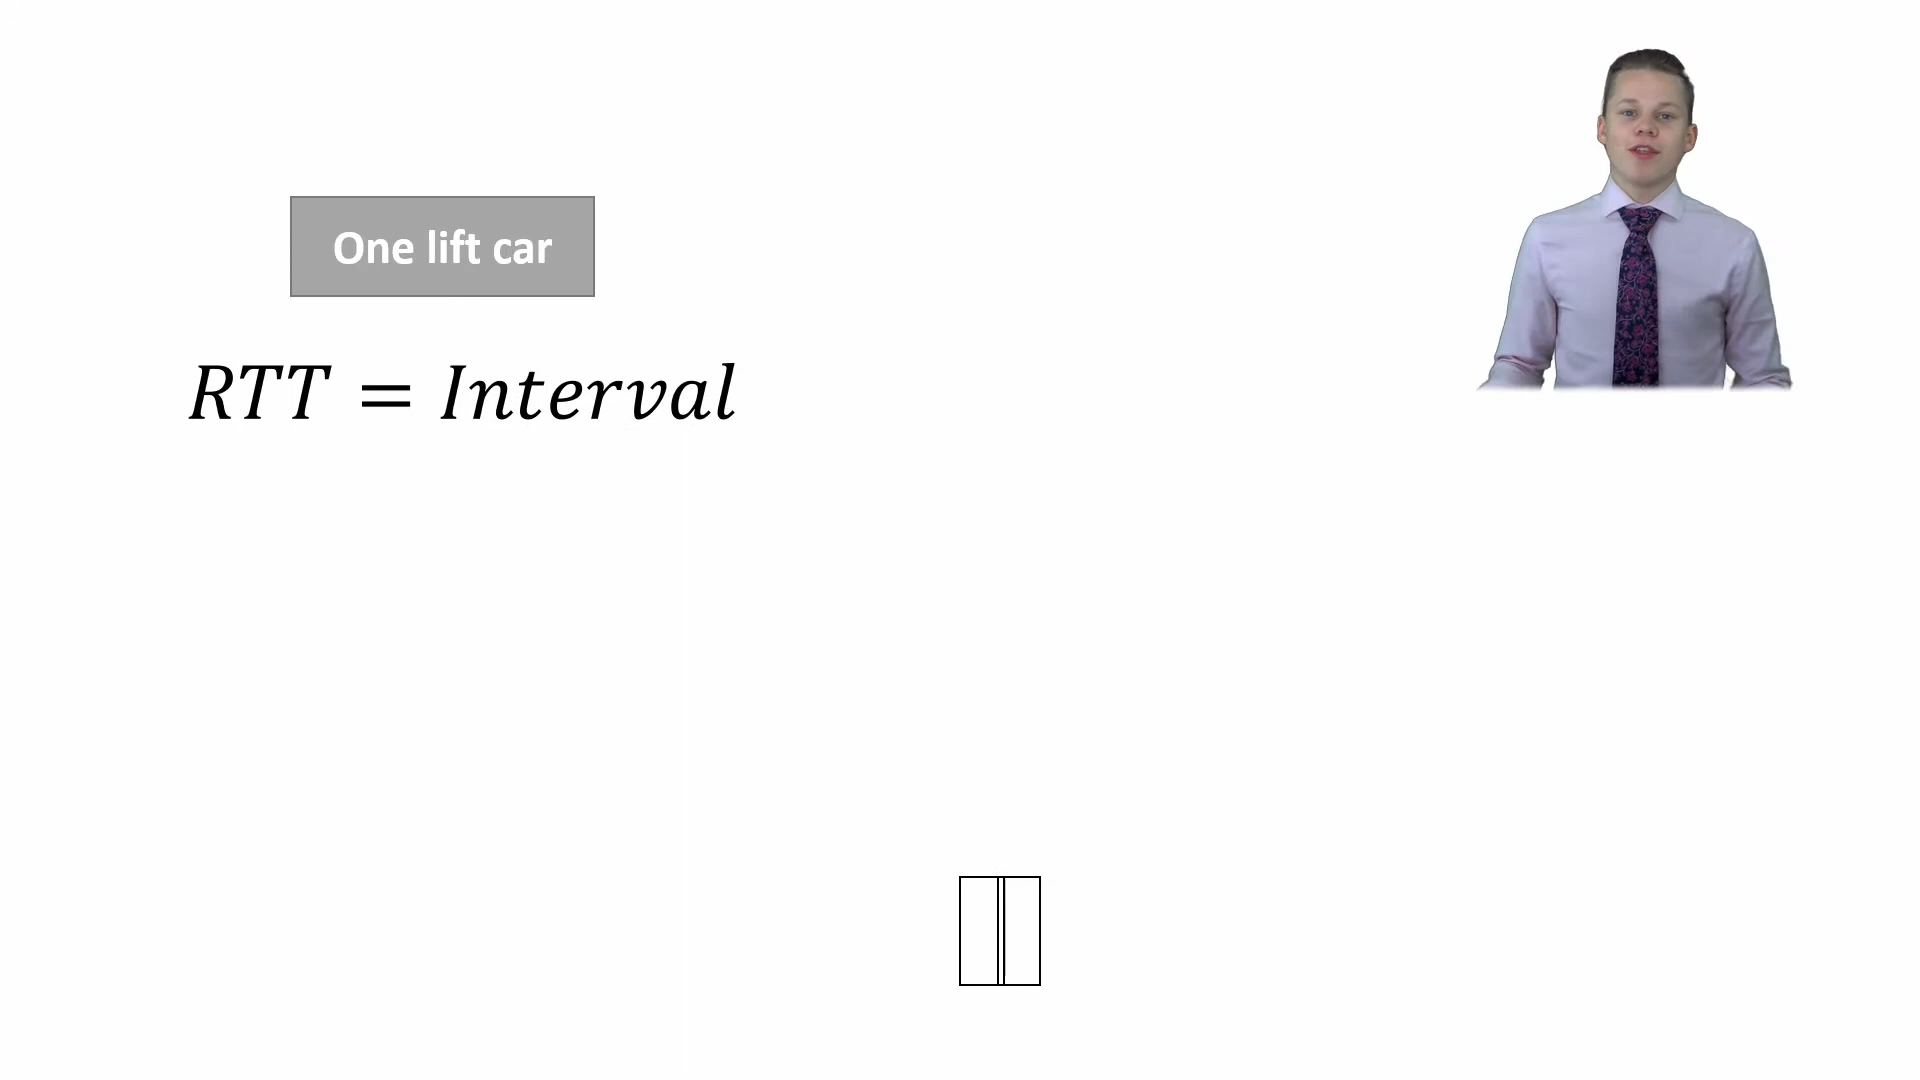 One lift car
RTT = Interval